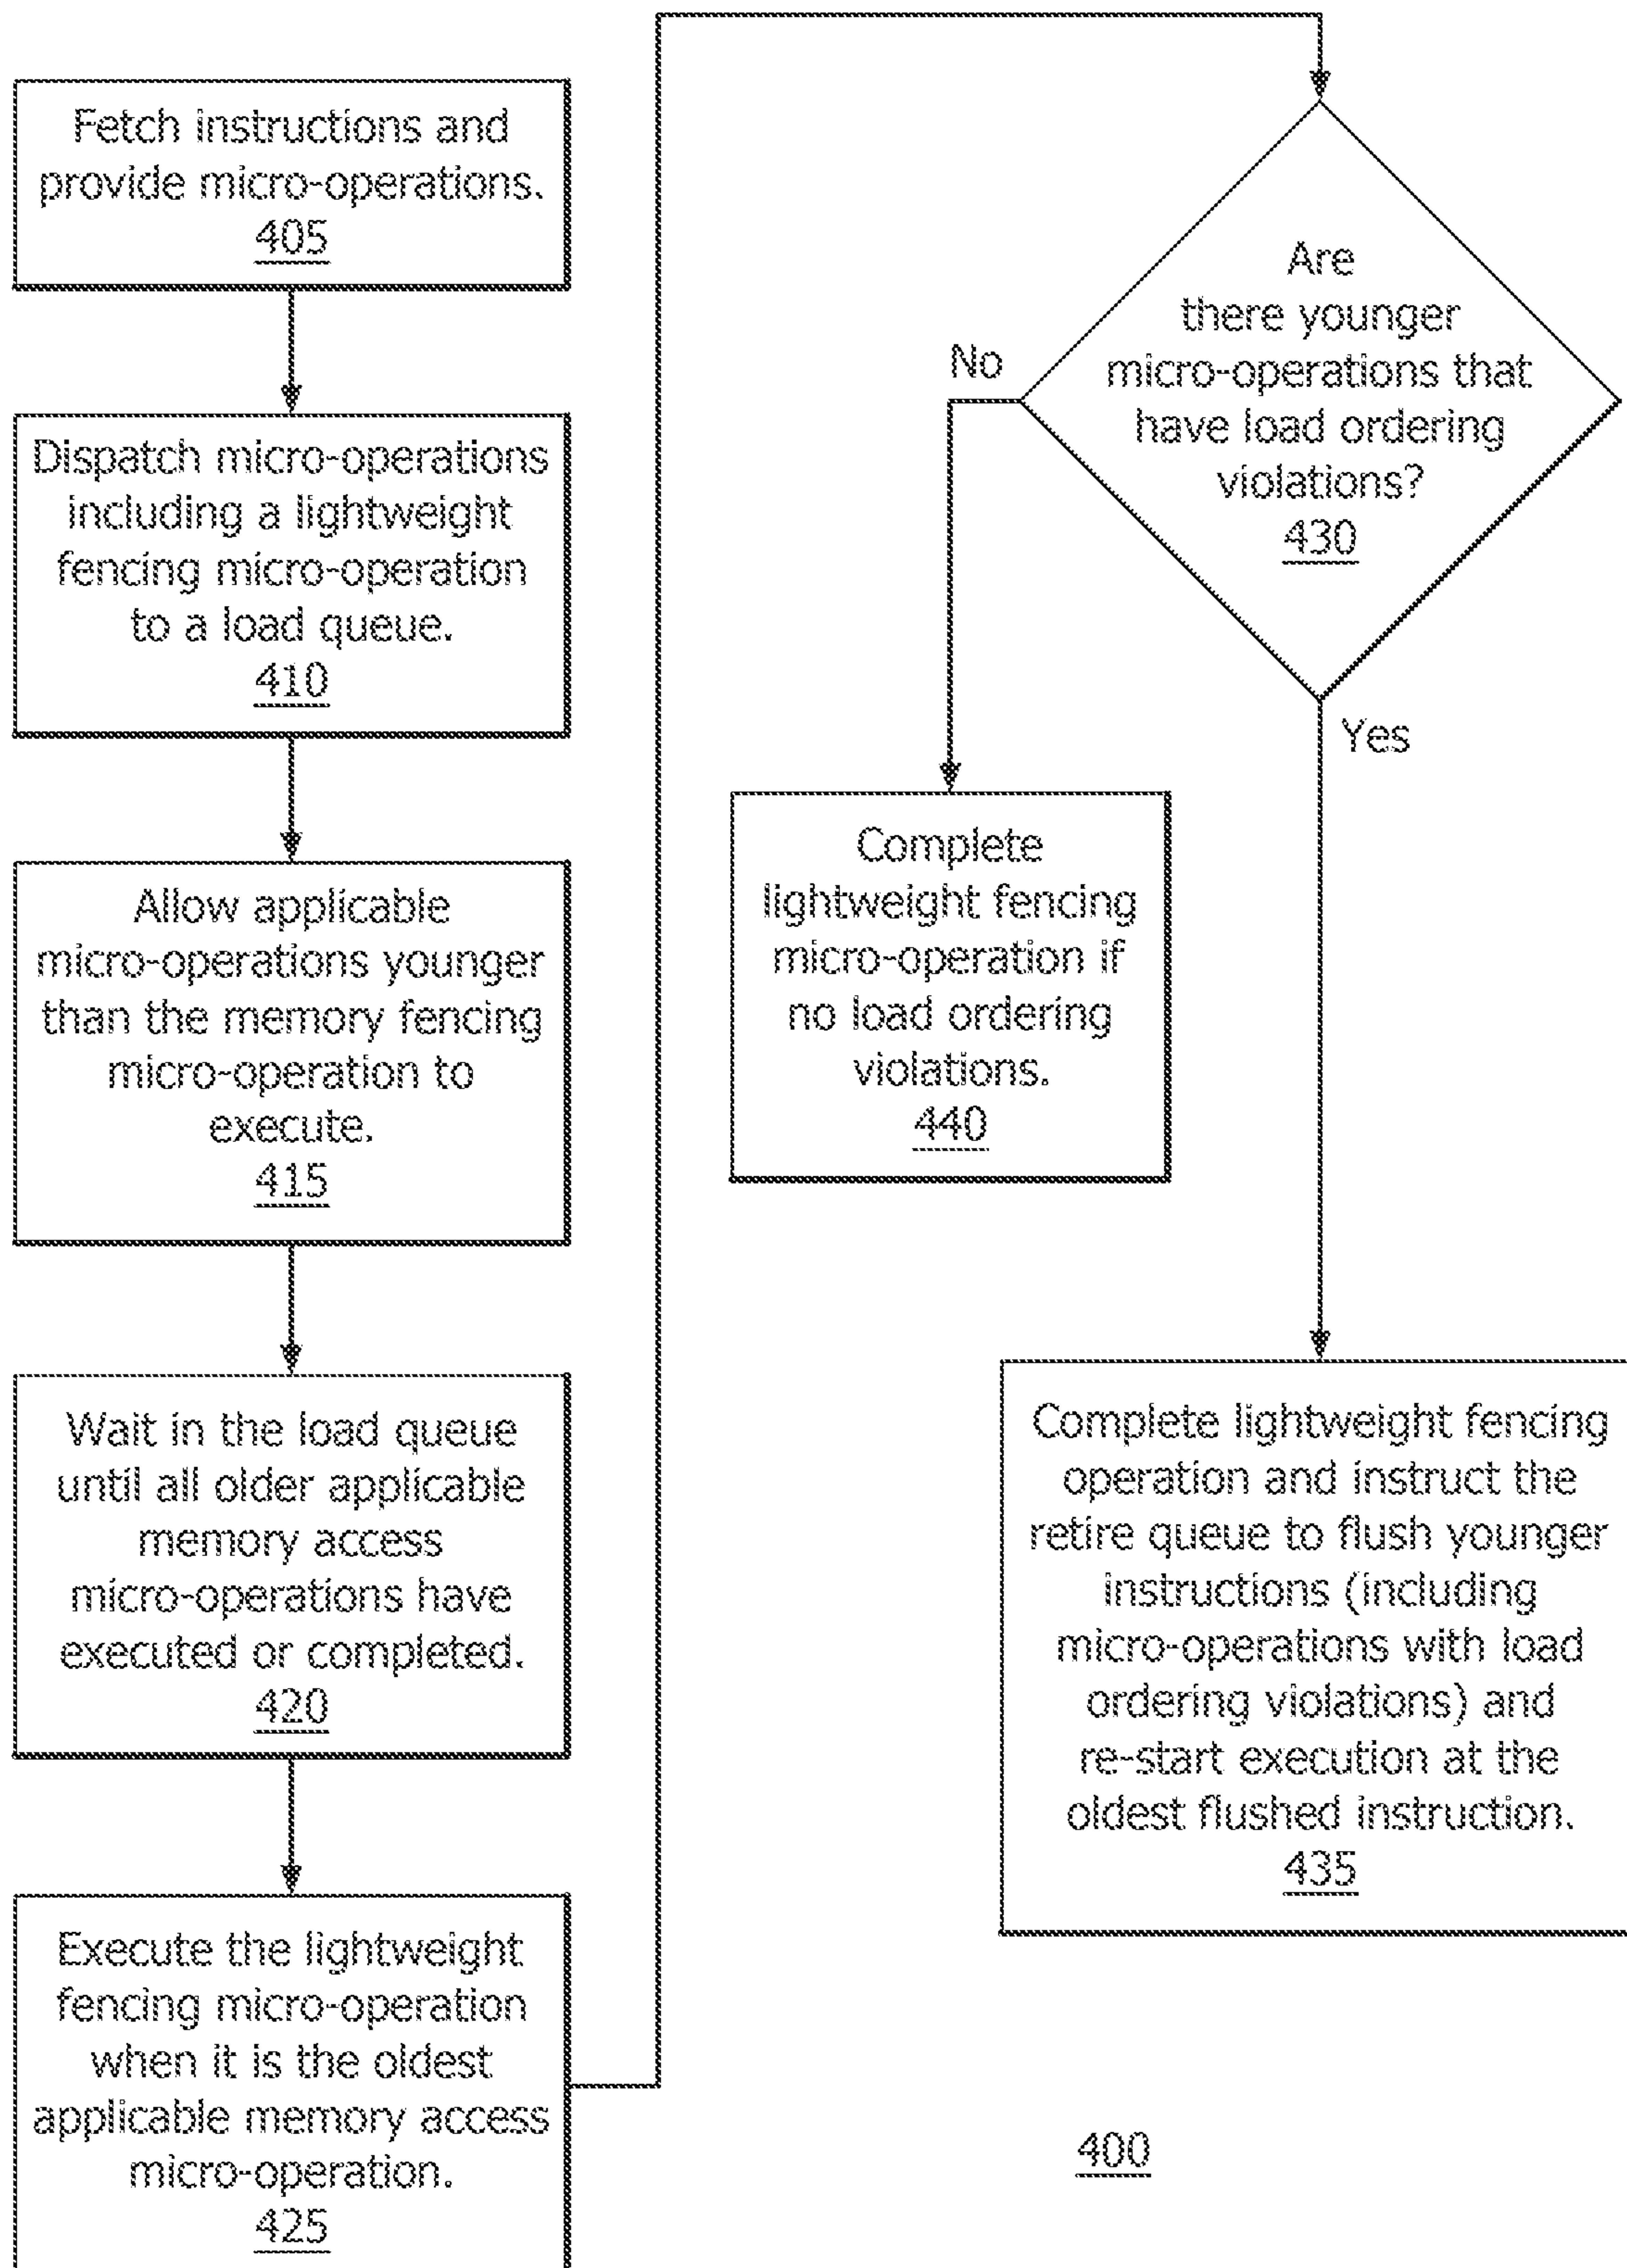 Fetch instructions and
provide micro-operations.
405
Dispatch micro-operations
including a lightweight
fencing micro-operation
to a load queue.
410
Allow applicable
micro-operations younger
than the memory fencing
micro-operation to
execute.
415
Wait in the load queue
until all older applicable
memory access
micro-operations have
executed or completed.
420
Execute the lightweight
fencing micro-operation
when it is the oldest
applicable memory access
micro-operation.
425
Are
there younger
micro-operations that
have load ordering
violations?
430
No
Yes
Complete
lightweight fencing
micro-operation if
no load ordering
violations.
440
Complete lightweight fencing
operation and instruct the
retire queue to flush younger
instructions (including
micro-operations with load
ordering violations) and
re-start execution at the
oldest flushed instruction.
435
400